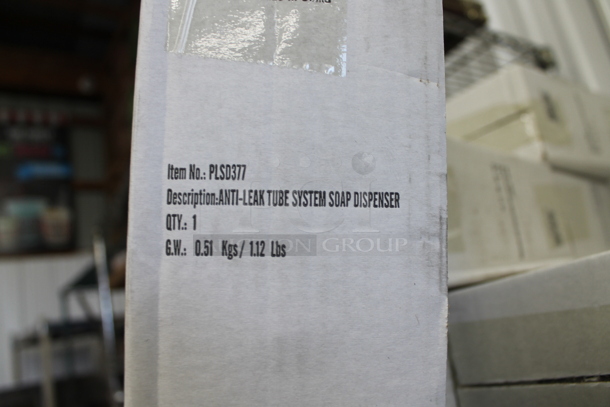 Item No.: PLSD377
Description:ANTI-LEAK TUBE SYSTEM SOAP DISPENSER
QTY.: 1
G.W.: 0.51 Kgs/ 1.12 Lbs
GROUP